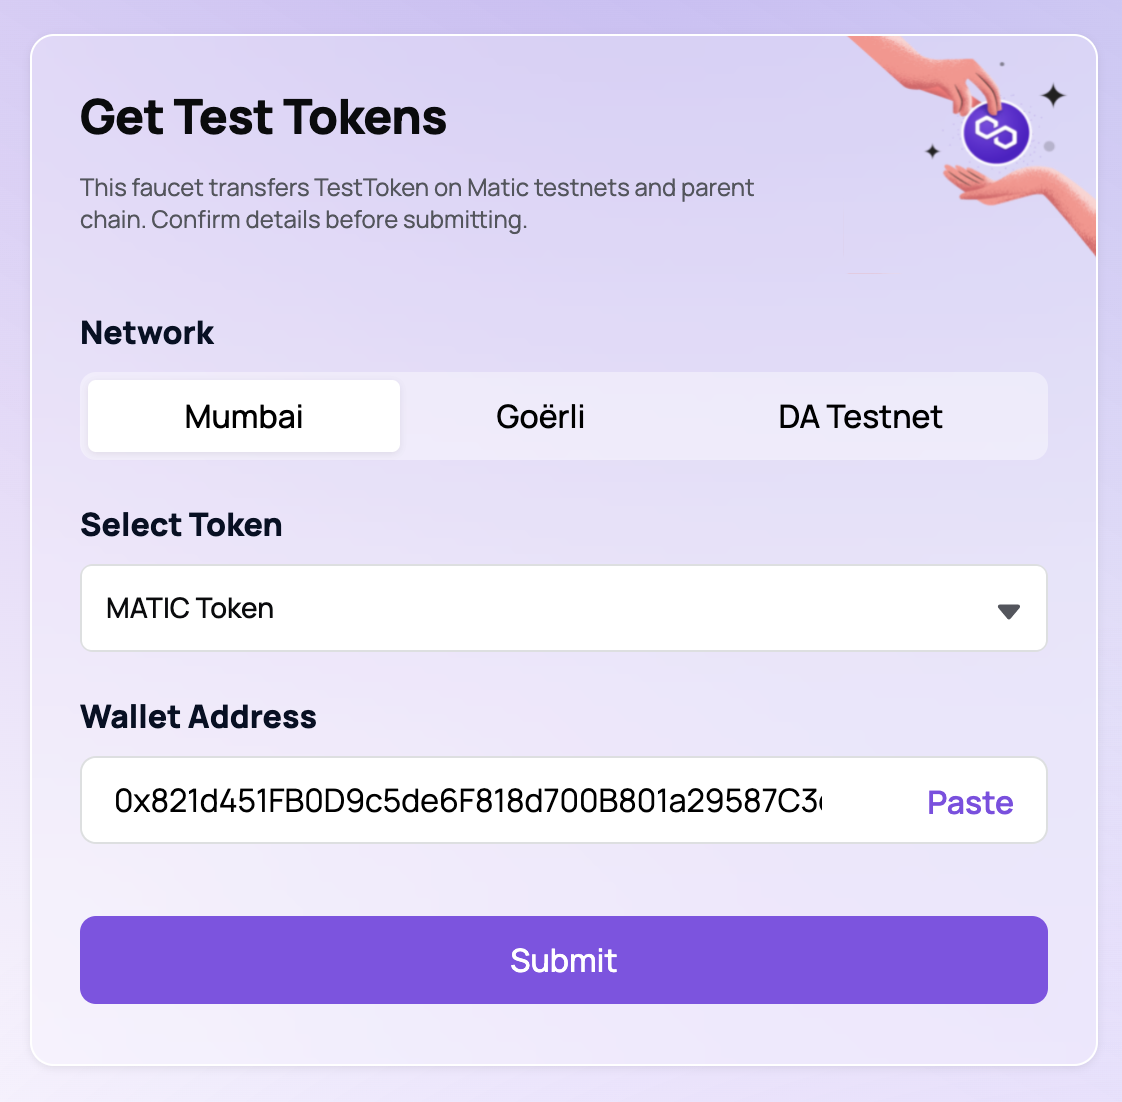 Get Test Tokens
This faucet transfers TestToken on Matic testnets and parent
chain. Confirm details before submitting.
Network
Mumbai Goërli DA Testnet
Select Token
MATIC Token
Wallet Address
0x821d451FB0D9c5de6F818d700B801a29587C3 Paste
Submit